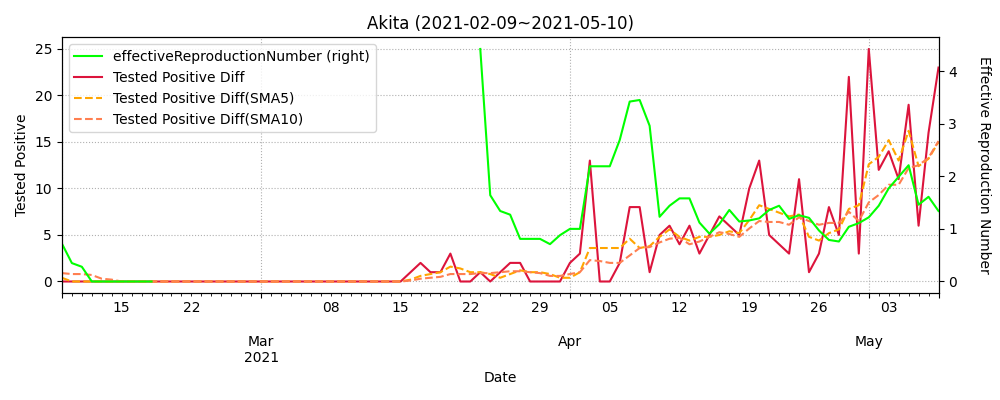 Akita (2021-02-09~2021-05-10)
effectiveReproductionNumber (right)
Tested Positive Diff
Tested Positive Diff(SMA5)
Tested Positive Diff(SMA10)
Tested Positive
25
20
15
10
5
0
Effective Reproduction Number
4
3
2
1
0
15 22 08 15 22 29 05 12 19 26 03
Mar Apr May
2021
Date